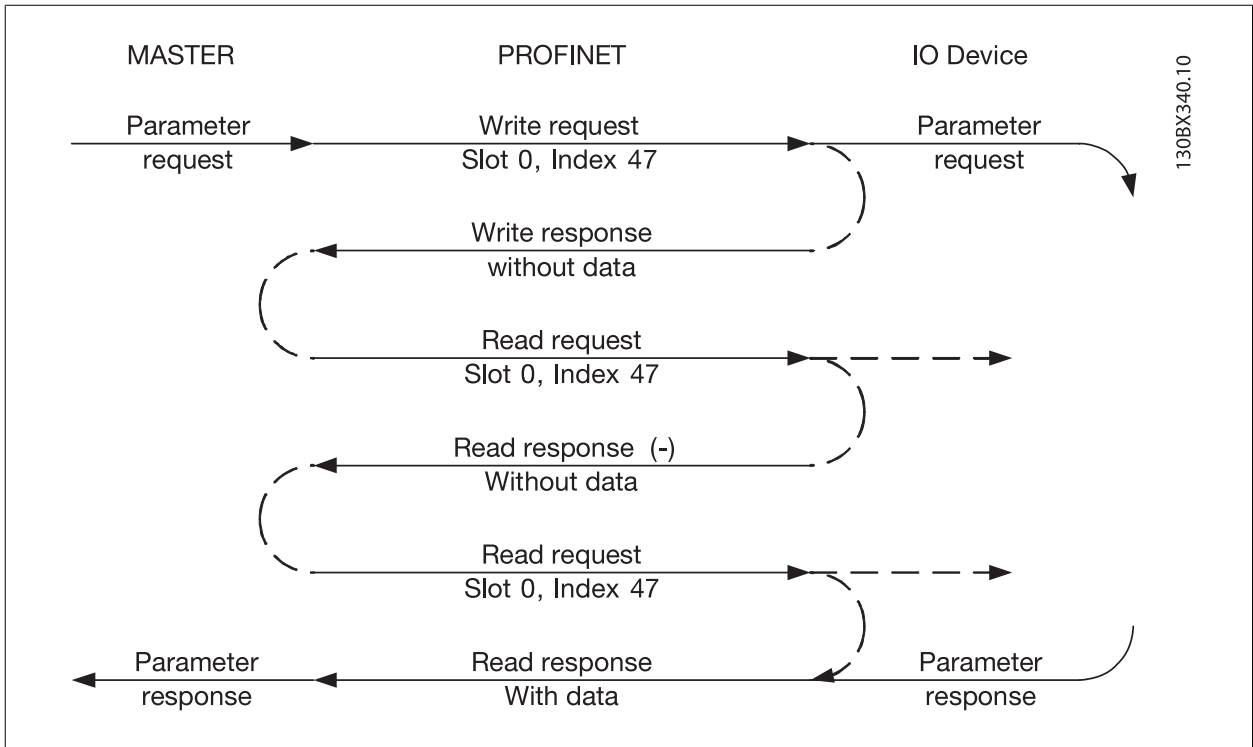 MASTER PROFINET IO Device
130BX340.10
Parameter Write request Parameter
request Slot 0, Index 47 request
Write response
without data
Read request
Slot 0, Index 47
Read response (-)
Without data
Read request
Slot 0, Index 47
Parameter Read response Parameter
response With data response